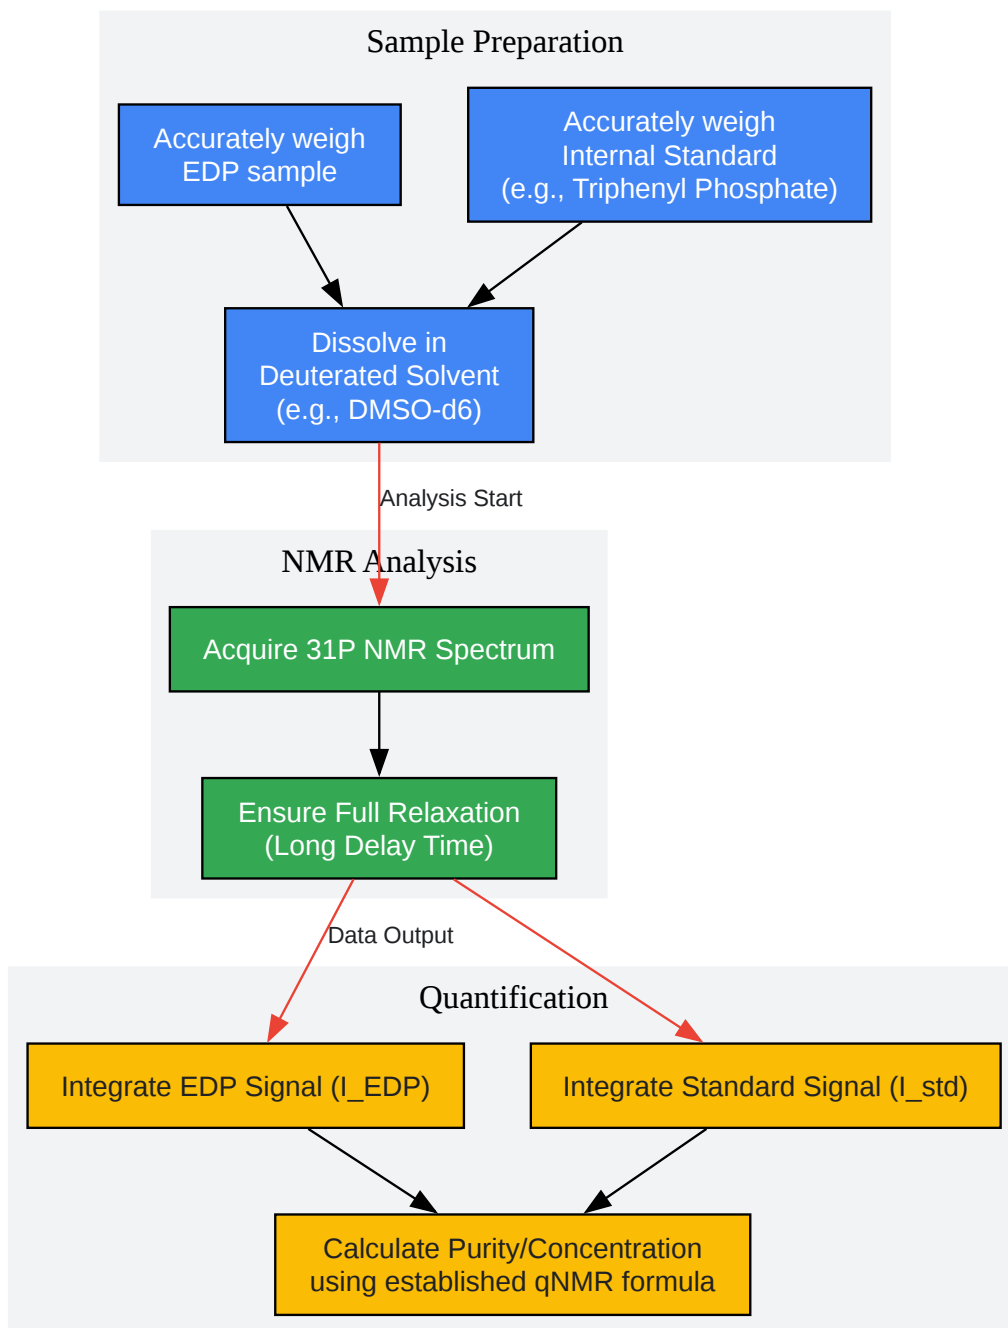 Sample Preparation
Accurately weigh
EDP sample
Accurately weigh
Internal Standard
(e.g., Triphenyl Phosphate)
Dissolve in
Deuterated Solvent
(e.g., DMSO-d6)
Analysis Start
NMR Analysis
Acquire 31P NMR Spectrum
Ensure Full Relaxation
(Long Delay Time)
Data Output
Quantification
Integrate EDP Signal (I_EDP)
Integrate Standard Signal (I_std)
Calculate Purity/Concentration
using established qNMR formula